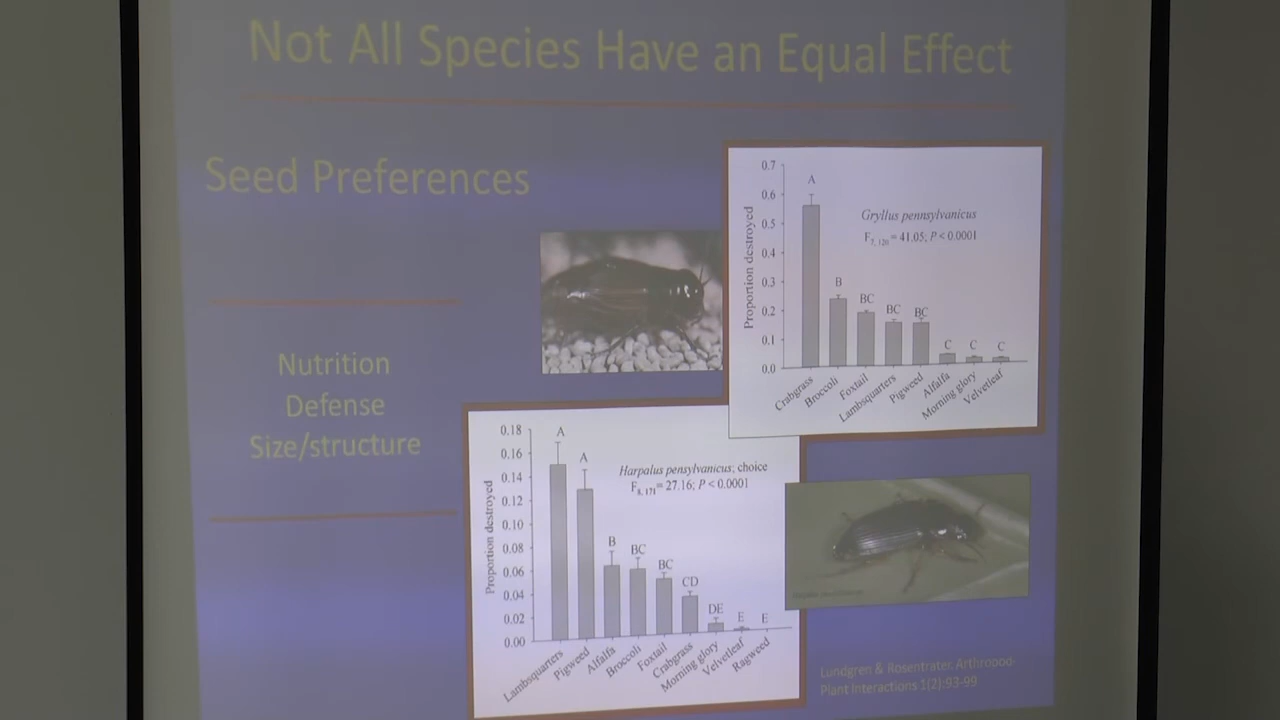 Not All Species Have an Equal Effect
Seed Preferences
Nutrition
Defense
Size/structure
0.7
0.6
0.5
0.4
0.3
0.2
0.1
0.0
Proportion destroyed
Gryllus pennsylvanicus
F7, 120 = 41.05; P < 0.0001
A
B
BC
BC
BC
C
C
C
Crabgrass
Broccoli
Foxtail
Lambsquarters
Pigweed
Alfalfa
Morning glory
Velvetleaf
0.18
0.16
0.14
0.12
0.10
0.08
0.06
0.04
0.02
0.00
Proportion destroyed
Harpalus pensylvanicus; choice
F8, 171 = 27.16; P < 0.0001
A
A
B
BC
BC
CD
DE
E
E
Lambsquarters
Pigweed
Alfalfa
Broccoli
Foxtail
Crabgrass
Morning glory
Velvetleaf
Ragweed
Lundgren & Rosentrater. Arthropod-
Plant Interactions 1(2):93-99